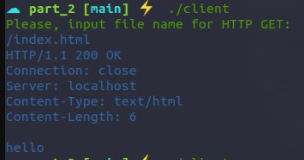 part_2 [main] ⚡ ./client
Please, input file name for HTTP GET:
/index.html
HTTP/1.1 200 OK
Connection: close
Server: localhost
Content-Type: text/html
Content-Length: 6

hello